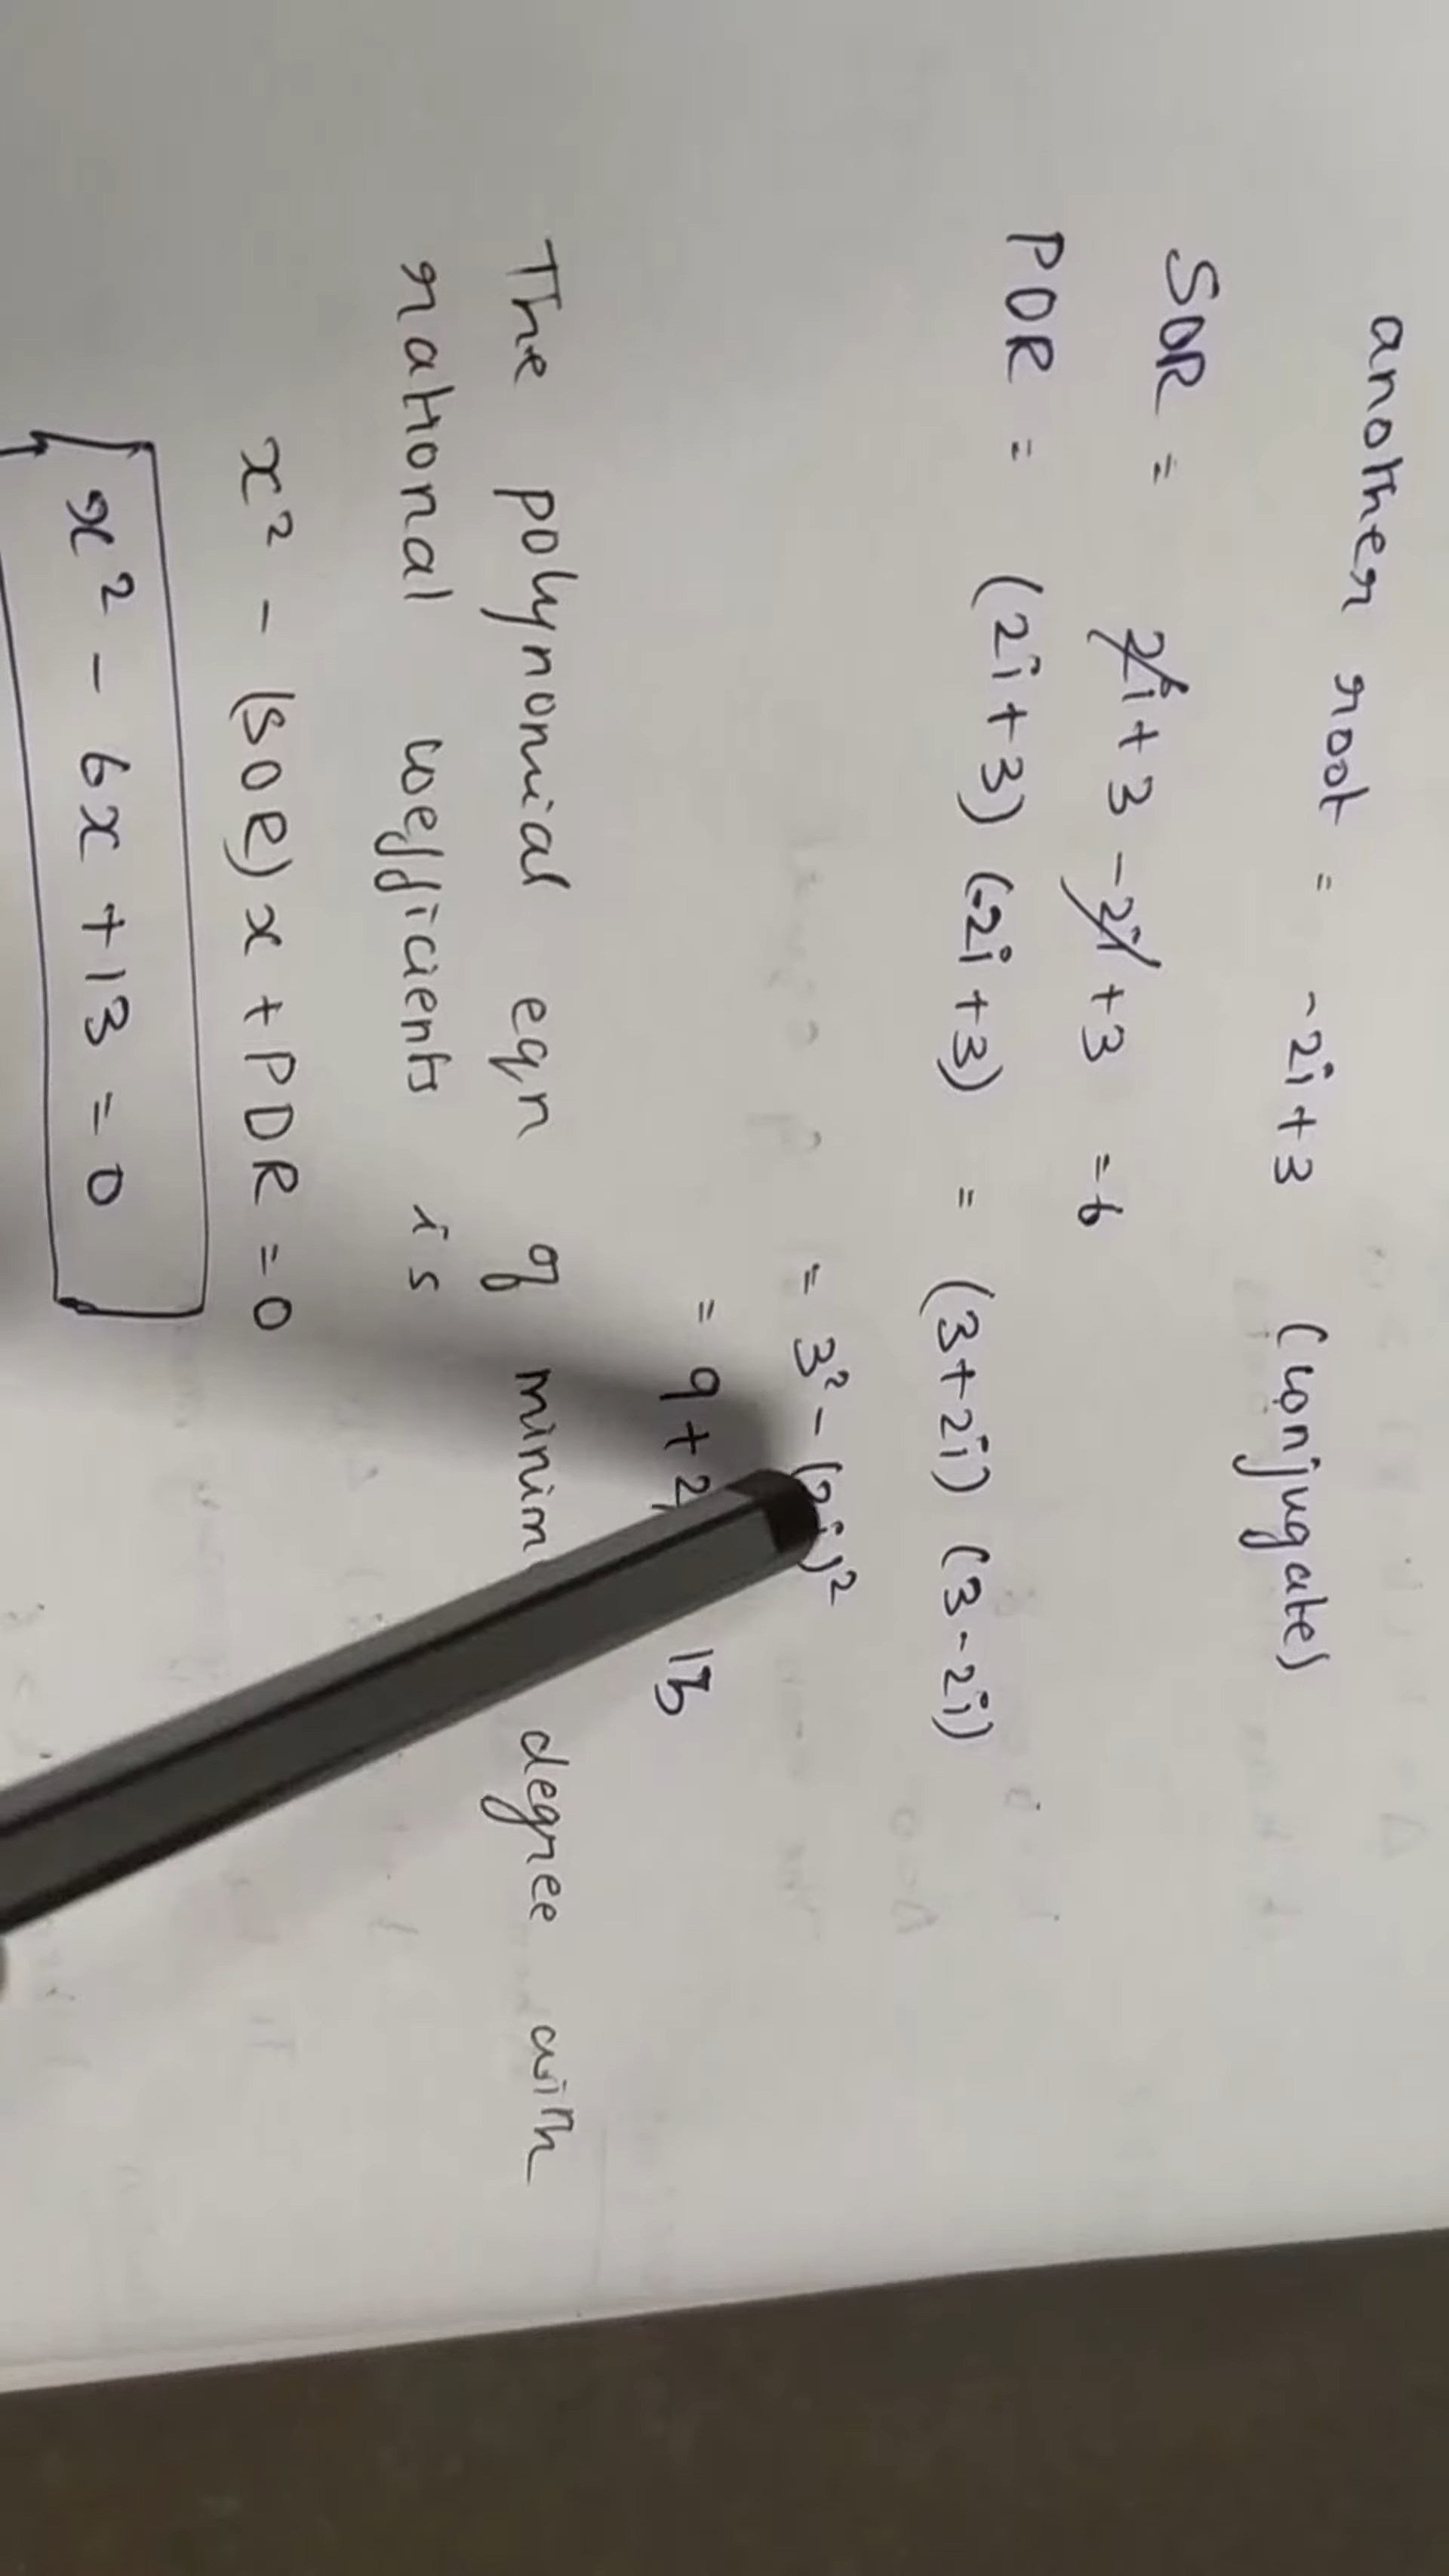 another root = -2i+3 (conjugate)
SOR = 2i+3 -2i+3 = 6
POR = (2i+3) (-2i+3) = (3+2i) (3-2i)
= 3² - (2i)²
= 9 + 13
The polynomial eqn of minim degree with
rational coefficients is
x² - (SOR)x + POR = 0
x² - 6x + 13 = 0